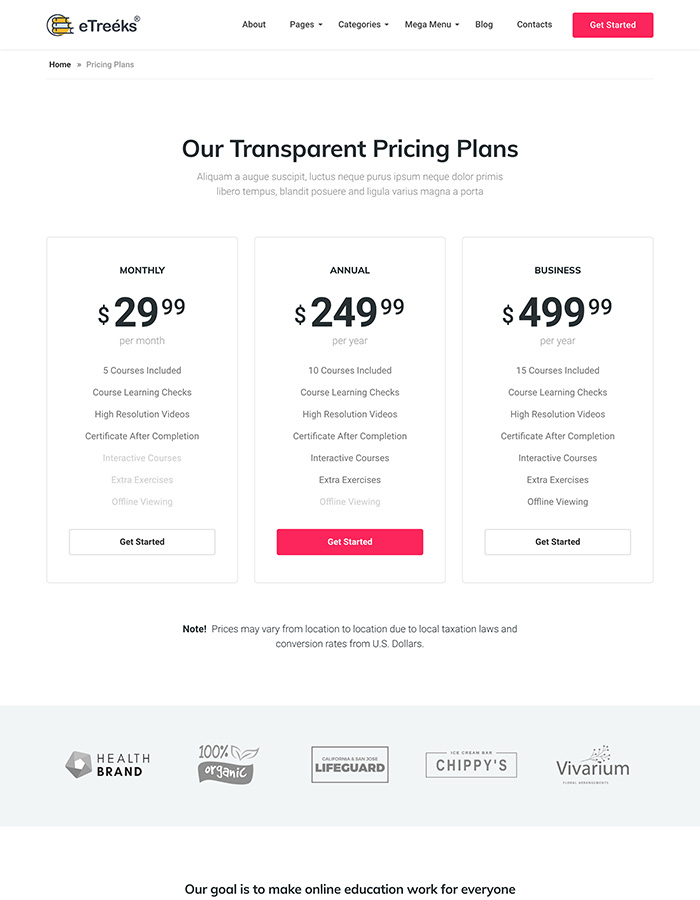 eTreéks®
About Pages Categories Mega Menu Blog Contacts Get Started
Home » Pricing Plans
Our Transparent Pricing Plans
Aliquam a augue suscipit, luctus neque purus ipsum neque dolor primis
libero tempus, blandit posuere and ligula varius magna a porta
MONTHLY
$2999
per month
5 Courses Included
Course Learning Checks
High Resolution Videos
Certificate After Completion
Interactive Courses
Extra Exercises
Offline Viewing
Get Started
ANNUAL
$24999
per year
10 Courses Included
Course Learning Checks
High Resolution Videos
Certificate After Completion
Interactive Courses
Extra Exercises
Offline Viewing
Get Started
BUSINESS
$49999
per year
15 Courses Included
Course Learning Checks
High Resolution Videos
Certificate After Completion
Interactive Courses
Extra Exercises
Offline Viewing
Get Started
Note! Prices may vary from location to location due to local taxation laws and
conversion rates from U.S. Dollars.
HEALTH
BRAND
100%
organic
CALIFORNIA & SAN JOSE
LIFEGUARD
ICE CREAM BAR
CHIPPY'S
Vivarium
FLORAL ARRANGEMENTS
Our goal is to make online education work for everyone